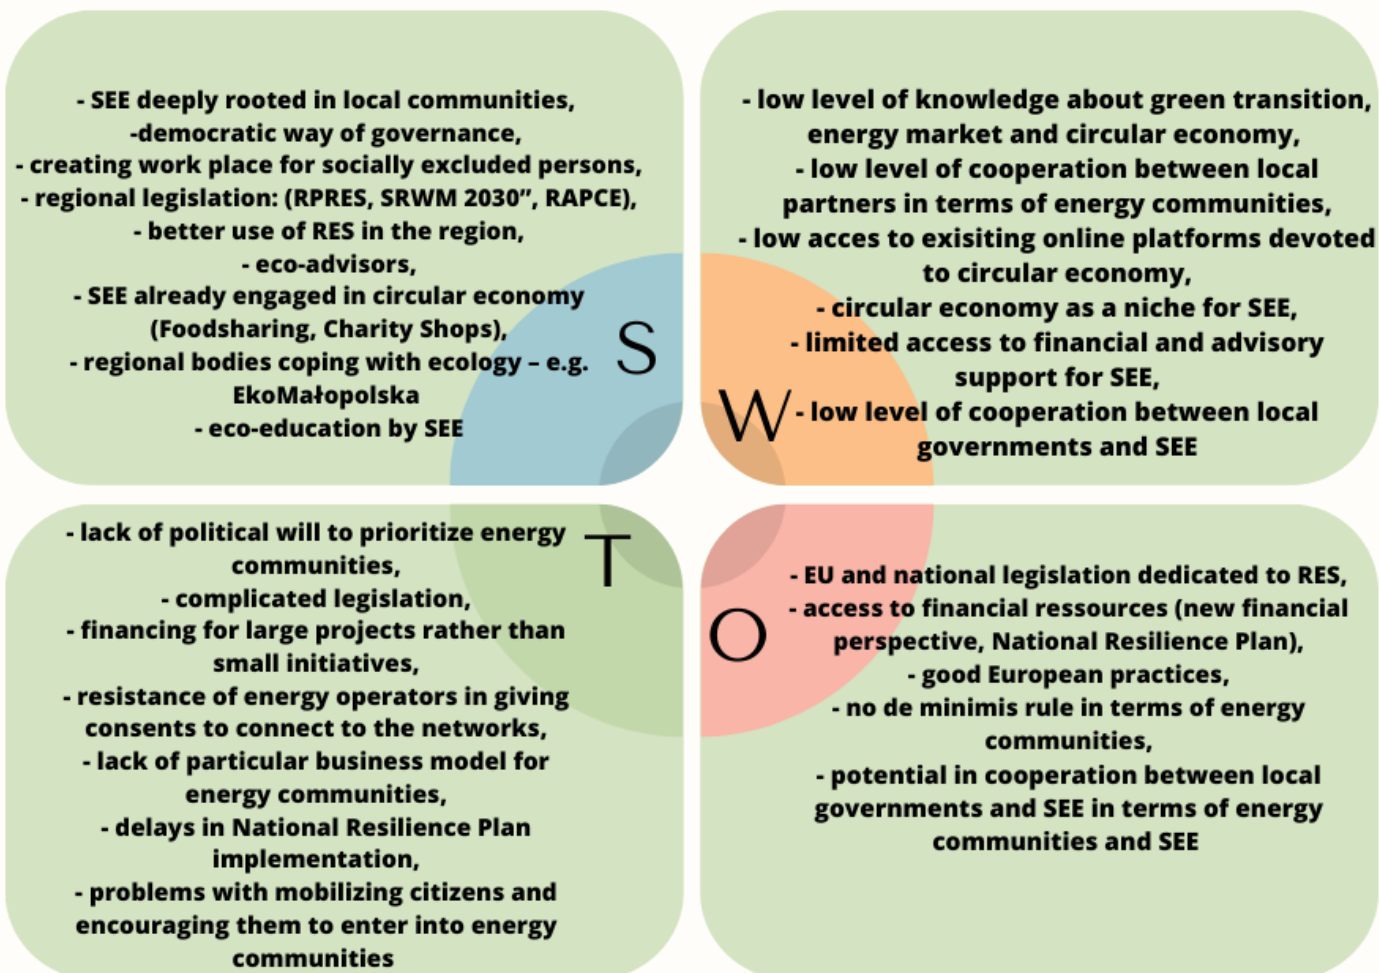 - SEE deeply rooted in local communities,
-democratic way of governance,
- creating work place for socially excluded persons,
- regional legislation: (RPRES, SRWM 2030”, RAPCE),
- better use of RES in the region,
- eco-advisors,
- SEE already engaged in circular economy
(Foodsharing, Charity Shops),
- regional bodies coping with ecology – e.g.
EkoMałopolska
- eco-education by SEE
S
- low level of knowledge about green transition,
energy market and circular economy,
- low level of cooperation between local
partners in terms of energy communities,
- low acces to exisiting online platforms devoted
to circular economy,
- circular economy as a niche for SEE,
- limited access to financial and advisory
support for SEE,
- low level of cooperation between local
governments and SEE
W
- lack of political will to prioritize energy
communities,
- complicated legislation,
- financing for large projects rather than
small initiatives,
- resistance of energy operators in giving
consents to connect to the networks,
- lack of particular business model for
energy communities,
- delays in National Resilience Plan
implementation,
- problems with mobilizing citizens and
encouraging them to enter into energy
communities
T
- EU and national legislation dedicated to RES,
- access to financial ressources (new financial
perspective, National Resilience Plan),
- good European practices,
- no de minimis rule in terms of energy
communities,
- potential in cooperation between local
governments and SEE in terms of energy
communities and SEE
O